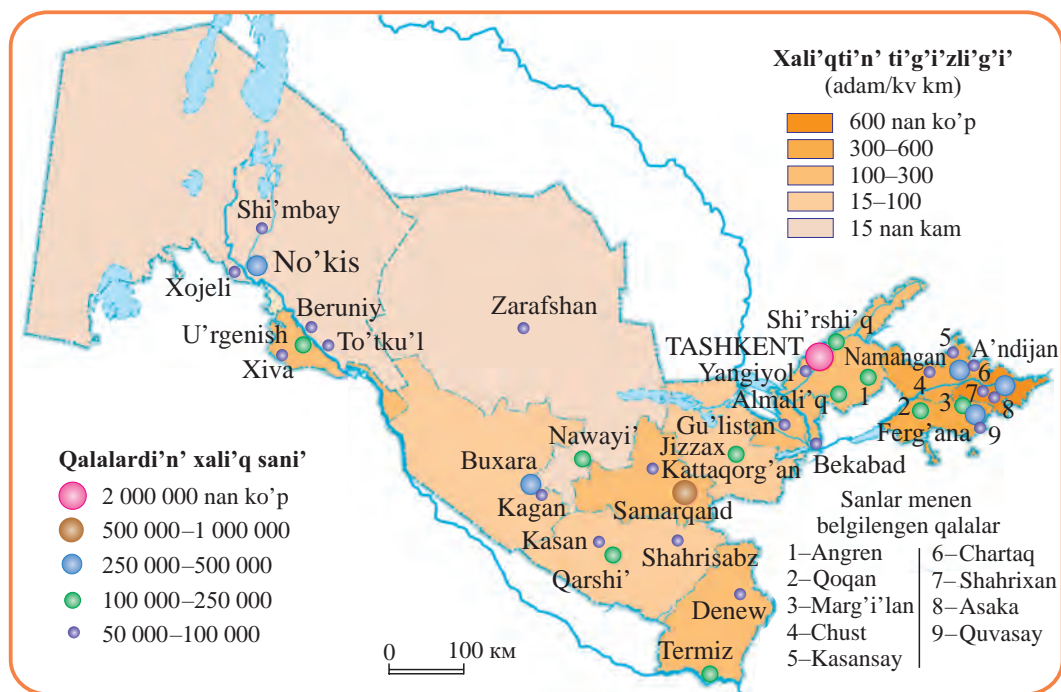 Xali'qti'n' ti'g'i'zli'g'i'
(adam/kv km)
600 nan ko'p
300–600
100–300
15–100
15 nan kam
Shi'mbay
No'kis
Xojeli
Beruniy
U'rgenish
To'tku'l
Xiva
Zarafshan
Shi'rshi'q
TASHKENT
Namangan
A'ndijan
Yangiyol
Almali'q
Gu'listan
Ferg'ana
Bekabad
1
2
3
4
5
6
7
8
9
Nawayi'
Jizzax
Kattaqorg'an
Buxara
Kagan
Samarqand
Kasan
Shahrisabz
Qarshi'
Denew
Termiz
Qalalardi'n' xali'q sani'
2 000 000 nan ko'p
500 000–1 000 000
250 000–500 000
100 000–250 000
50 000–100 000
0 100 км
Sanlar menen
belgilengen qalalar
1–Angren
2–Qoqan
3–Marg'i'lan
4–Chust
5–Kasansay
6–Chartaq
7–Shahrixan
8–Asaka
9–Quvasay